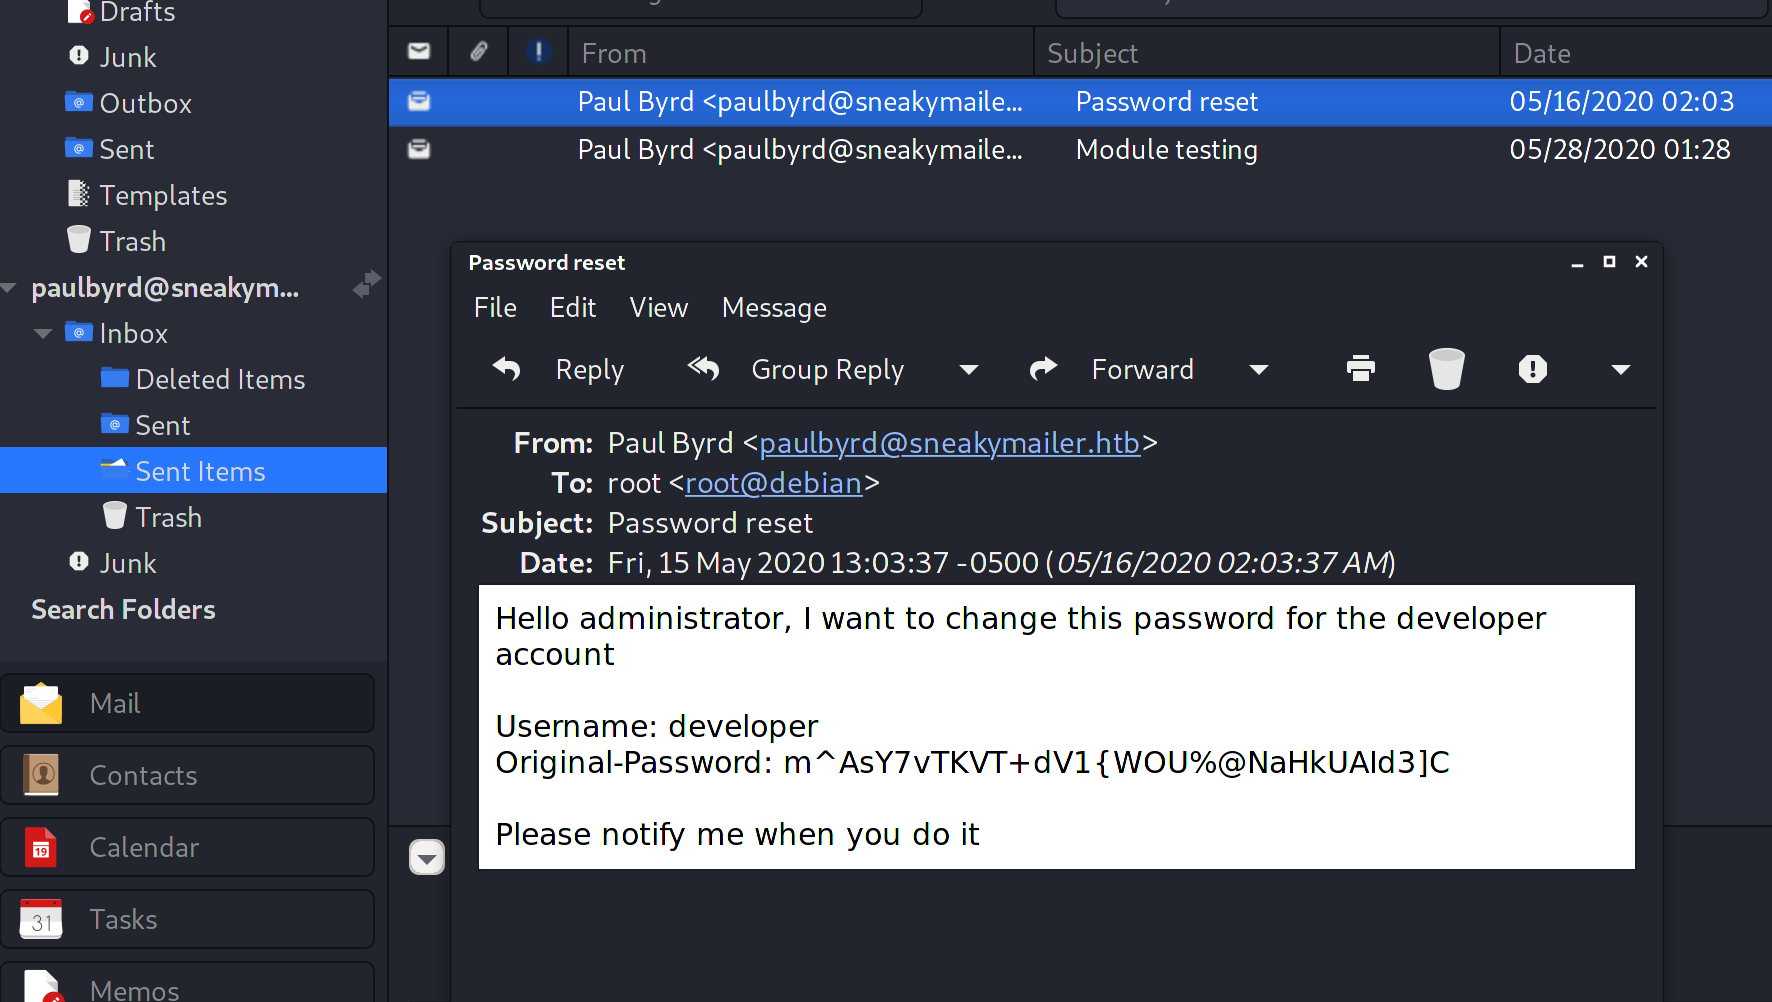 Drafts
Junk
Outbox
Sent
Templates
Trash
paulbyrd@sneakym...
Inbox
Deleted Items
Sent
Sent Items
Trash
Junk
Search Folders
Mail
Contacts
Calendar
19
Tasks
31
Memos
From Subject Date
Paul Byrd <paulbyrd@sneakymaile... Password reset 05/16/2020 02:03
Paul Byrd <paulbyrd@sneakymaile... Module testing 05/28/2020 01:28
Password reset
File Edit View Message
Reply Group Reply Forward
From: Paul Byrd <paulbyrd@sneakymailer.htb>
To: root <root@debian>
Subject: Password reset
Date: Fri, 15 May 2020 13:03:37 -0500 (05/16/2020 02:03:37 AM)
Hello administrator, I want to change this password for the developer
account
Username: developer
Original-Password: m^AsY7vTKVT+dV1{WOU%@NaHkUAId3]C
Please notify me when you do it